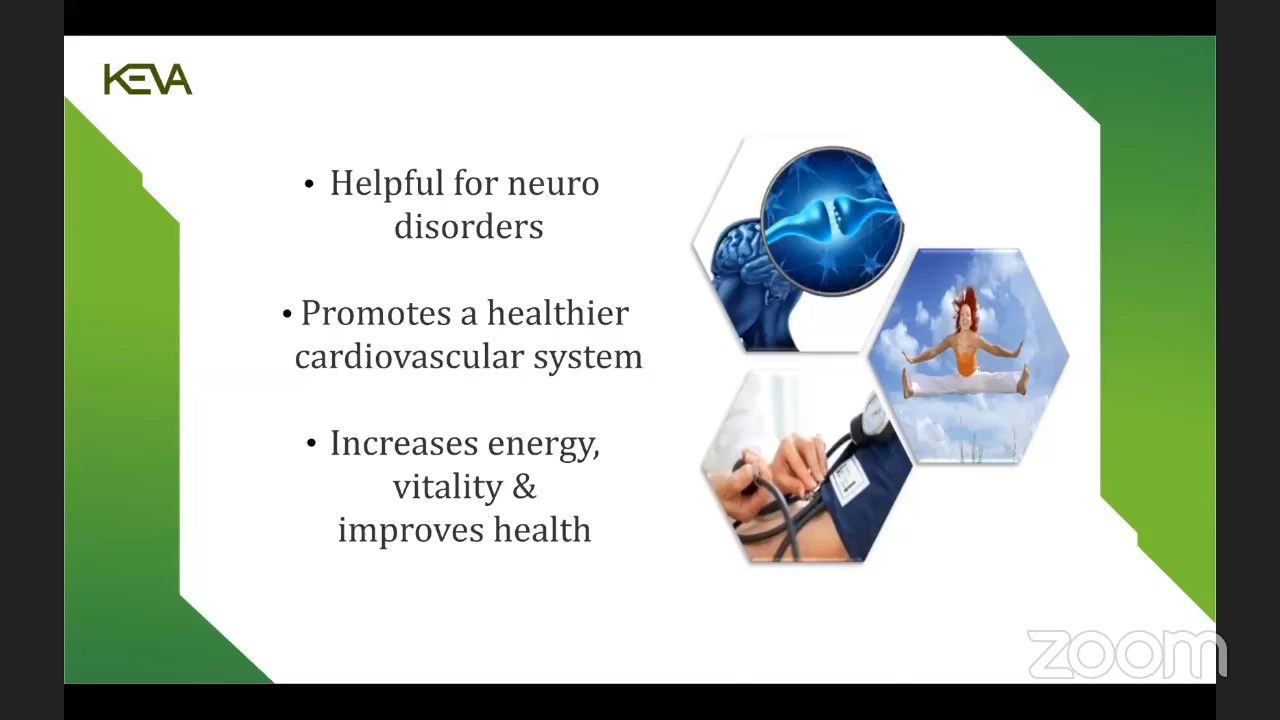 KEVA
• Helpful for neuro
disorders
• Promotes a healthier
cardiovascular system
• Increases energy,
vitality &
improves health
zoom